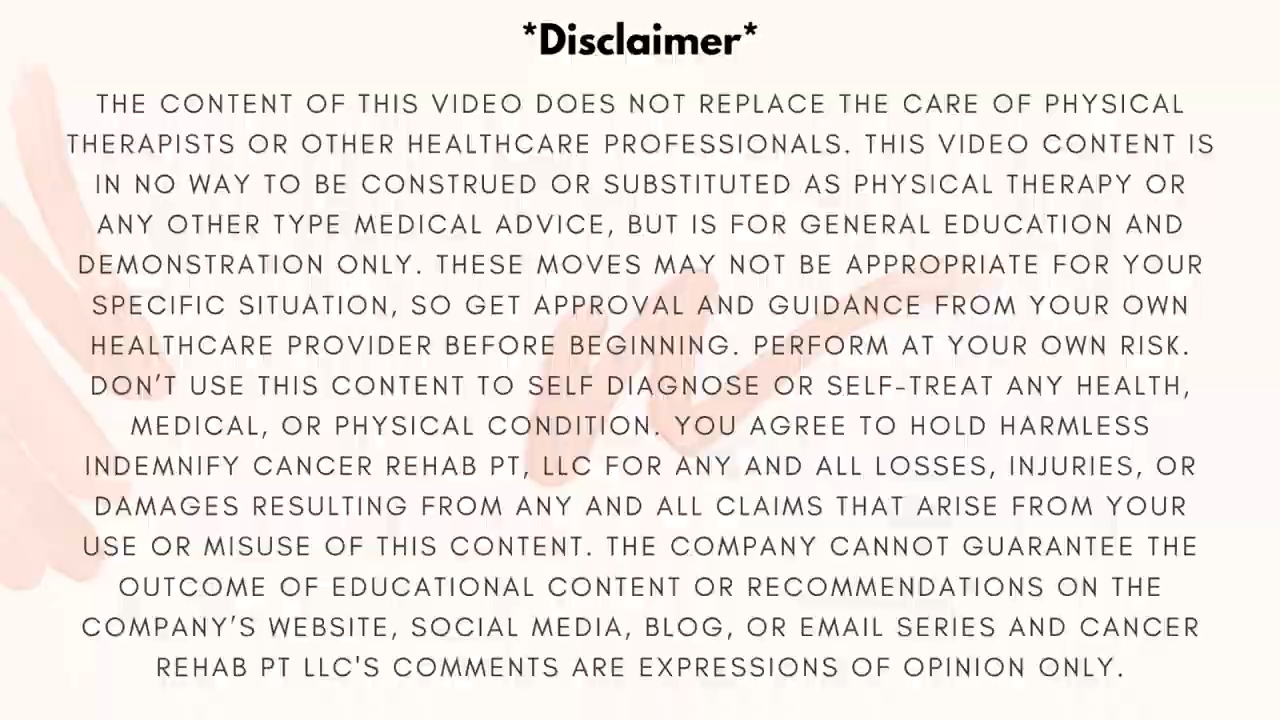 *Disclaimer*
THE CONTENT OF THIS VIDEO DOES NOT REPLACE THE CARE OF PHYSICAL
THERAPISTS OR OTHER HEALTHCARE PROFESSIONALS. THIS VIDEO CONTENT IS
IN NO WAY TO BE CONSTRUED OR SUBSTITUTED AS PHYSICAL THERAPY OR
ANY OTHER TYPE MEDICAL ADVICE, BUT IS FOR GENERAL EDUCATION AND
DEMONSTRATION ONLY. THESE MOVES MAY NOT BE APPROPRIATE FOR YOUR
SPECIFIC SITUATION, SO GET APPROVAL AND GUIDANCE FROM YOUR OWN
HEALTHCARE PROVIDER BEFORE BEGINNING. PERFORM AT YOUR OWN RISK.
DON’T USE THIS CONTENT TO SELF DIAGNOSE OR SELF-TREAT ANY HEALTH,
MEDICAL, OR PHYSICAL CONDITION. YOU AGREE TO HOLD HARMLESS
INDEMNIFY CANCER REHAB PT, LLC FOR ANY AND ALL LOSSES, INJURIES, OR
DAMAGES RESULTING FROM ANY AND ALL CLAIMS THAT ARISE FROM YOUR
USE OR MISUSE OF THIS CONTENT. THE COMPANY CANNOT GUARANTEE THE
OUTCOME OF EDUCATIONAL CONTENT OR RECOMMENDATIONS ON THE
COMPANY’S WEBSITE, SOCIAL MEDIA, BLOG, OR EMAIL SERIES AND CANCER
REHAB PT LLC'S COMMENTS ARE EXPRESSIONS OF OPINION ONLY.